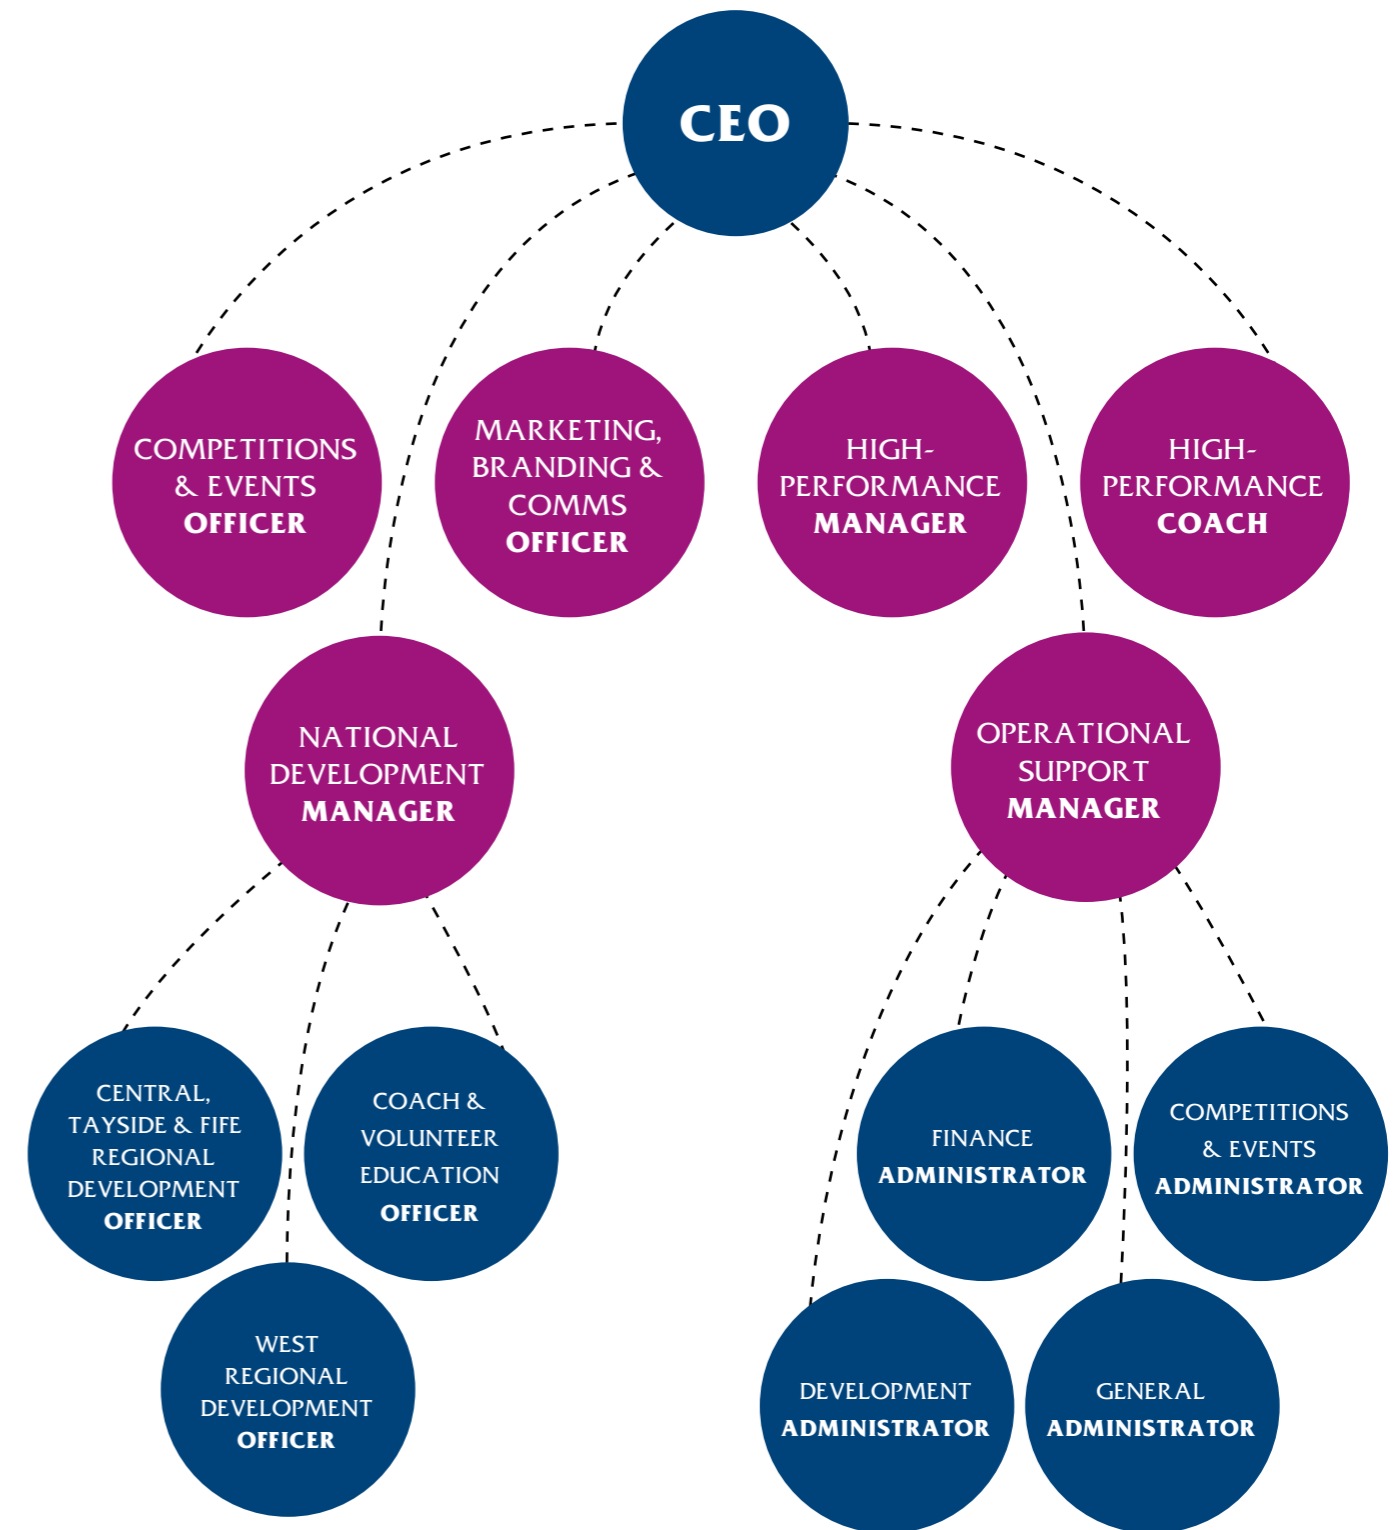 CEO
COMPETITIONS
& EVENTS
OFFICER
MARKETING,
BRANDING &
COMMS
OFFICER
HIGH-
PERFORMANCE
MANAGER
HIGH-
PERFORMANCE
COACH
NATIONAL
DEVELOPMENT
MANAGER
OPERATIONAL
SUPPORT
MANAGER
CENTRAL,
TAYSIDE & FIFE
REGIONAL
DEVELOPMENT
OFFICER
COACH &
VOLUNTEER
EDUCATION
OFFICER
FINANCE
ADMINISTRATOR
COMPETITIONS
& EVENTS
ADMINISTRATOR
WEST
REGIONAL
DEVELOPMENT
OFFICER
DEVELOPMENT
ADMINISTRATOR
GENERAL
ADMINISTRATOR